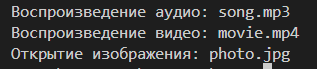 Воспроизведение аудио: song.mp3
Воспроизведение видео: movie.mp4
Открытие изображения: photo.jpg